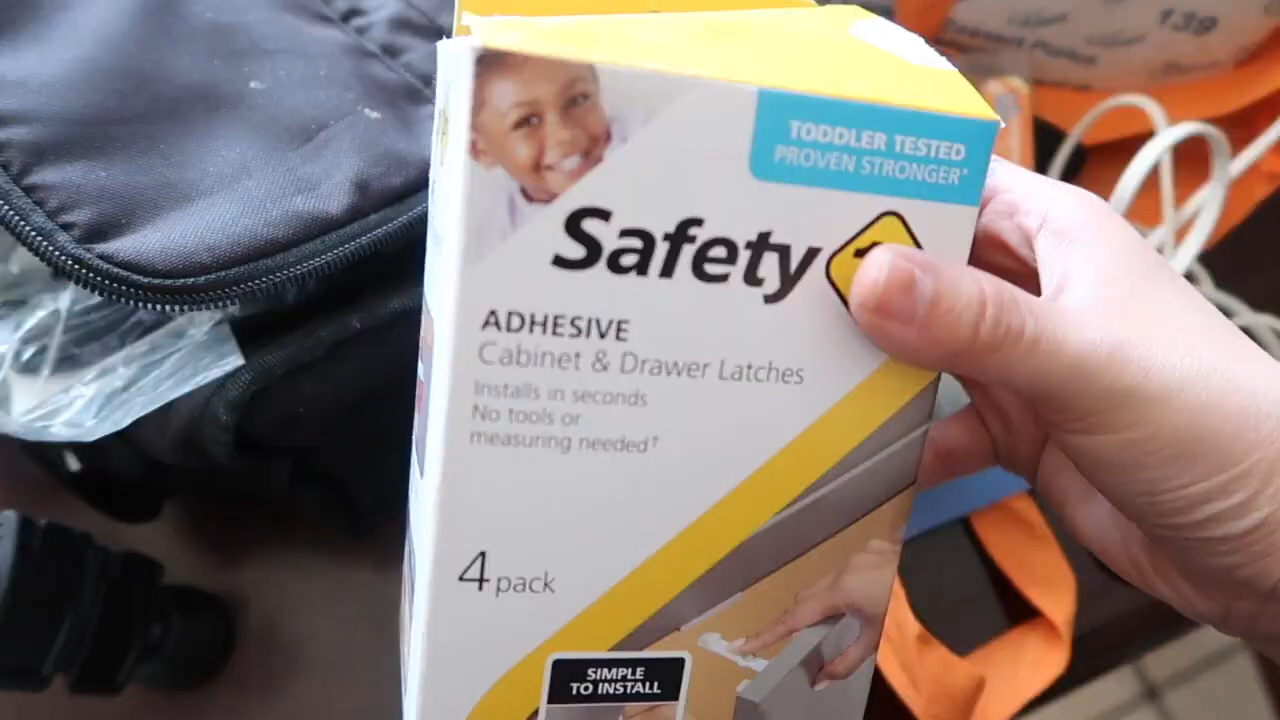 139
TODDLER TESTED
PROVEN STRONGER*
Safety
ADHESIVE
Cabinet & Drawer Latches
Installs in seconds
No tools or
measuring needed†
4 pack
SIMPLE
TO INSTALL